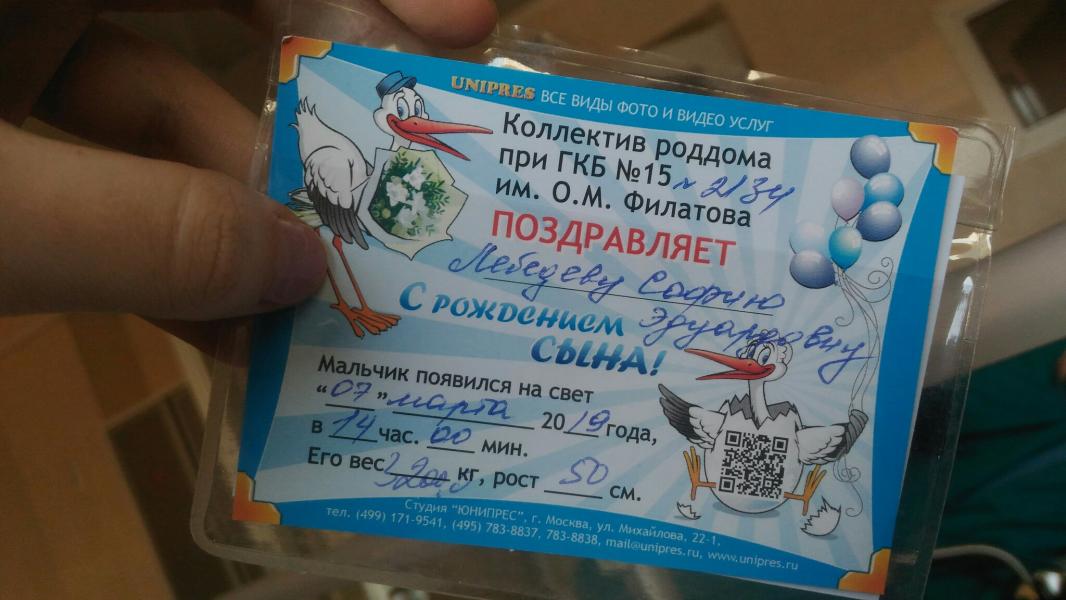 UNIPRES ВСЕ ВИДЫ ФОТО И ВИДЕО УСЛУГ
Коллектив роддома
при ГКБ №15 № 2134
им. О.М. Филатова
ПОЗДРАВЛЯЕТ
Лебедеву Софию
Эдуардовну
С РОЖДЕНИЕМ
СЫНА!
Мальчик появился на свет
"07" марта 2019 года,
в 14 час. 00 мин.
Его вес кг, рост 50 см.
Студия "ЮНИПРЕС", г. Москва, ул. Михайлова, 22-1,
тел. (499) 171-9541, (495) 783-8837, 783-8838, mail@unipres.ru, www.unipres.ru